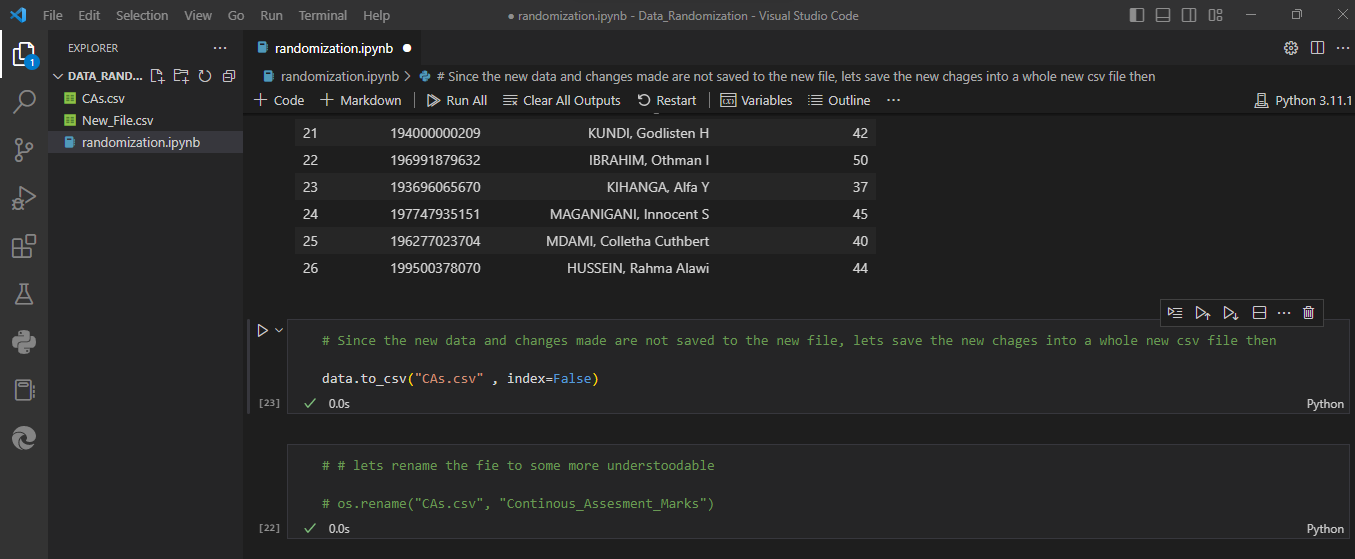 File Edit Selection View Go Run Terminal Help ● randomization.ipynb - Data_Randomization - Visual Studio Code
EXPLORER ···
randomization.ipynb ●
DATA_RAND...
CAs.csv
New_File.csv
randomization.ipynb
1
randomization.ipynb > # Since the new data and changes made are not saved to the new file, lets save the new chages into a whole new csv file then
+ Code + Markdown | Run All Clear All Outputs Restart | Variables Outline ···
Python 3.11.1
21 194000000209 KUNDI, Godlisten H 42
22 196991879632 IBRAHIM, Othman I 50
23 193696065670 KIHANGA, Alfa Y 37
24 197747935151 MAGANIGANI, Innocent S 45
25 196277023704 MDAMI, Colletha Cuthbert 40
26 199500378070 HUSSEIN, Rahma Alawi 44
# Since the new data and changes made are not saved to the new file, lets save the new chages into a whole new csv file then
data.to_csv("CAs.csv" , index=False)
[23] ✓ 0.0s Python
# # lets rename the fie to some more understoodable
# os.rename("CAs.csv", "Continous_Assesment_Marks")
[22] ✓ 0.0s Python